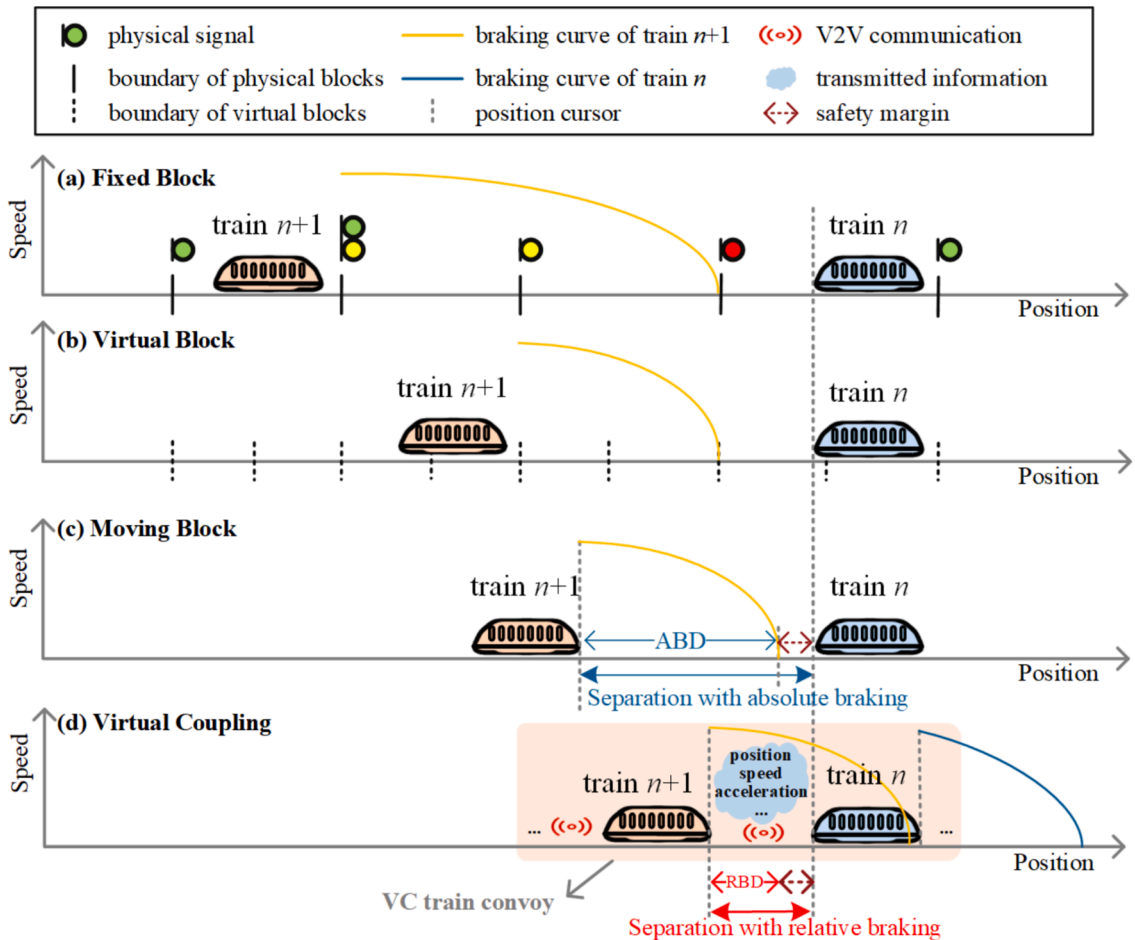 physical signal
braking curve of train n+1
V2V communication
boundary of physical blocks
braking curve of train n
transmitted information
boundary of virtual blocks
position cursor
safety margin
(a) Fixed Block
Speed
train n+1
train n
Position
(b) Virtual Block
Speed
train n+1
train n
Position
(c) Moving Block
Speed
train n+1
train n
ABD
Position
Separation with absolute braking
(d) Virtual Coupling
Speed
position
speed
acceleration
...
train n+1
train n
...
...
Position
RBD
VC train convoy
Separation with relative braking